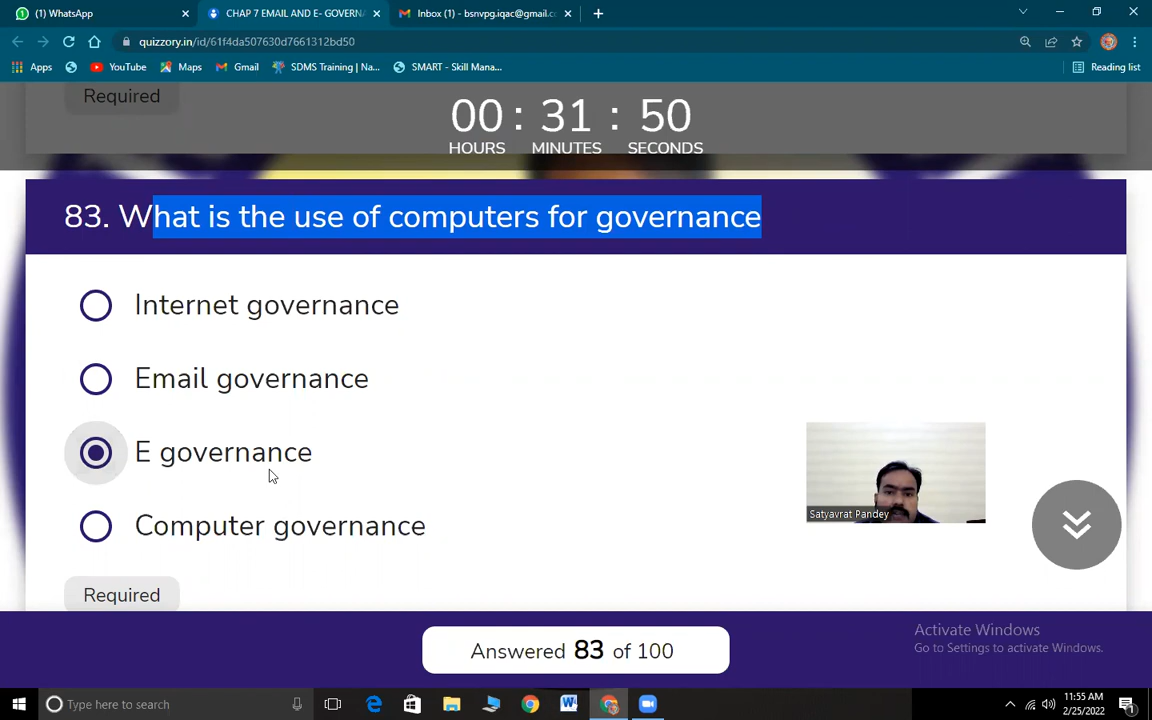 (1) WhatsApp
CHAP 7 EMAIL AND E- GOVERN
Inbox (1) - bsnvpg.iqac@gmail.co
quizzory.in/id/61f4da507630d7661312bd50
Apps
YouTube
Maps
Gmail
SDMS Training | Na...
SMART - Skill Mana...
Reading list
Required
00 : 31 : 50
HOURS MINUTES SECONDS
83. What is the use of computers for governance
Internet governance
Email governance
E governance
Computer governance
Satyavrat Pandey
Required
Answered 83 of 100
Activate Windows
Go to Settings to activate Windows.
Type here to search
11:55 AM
2/25/2022
1